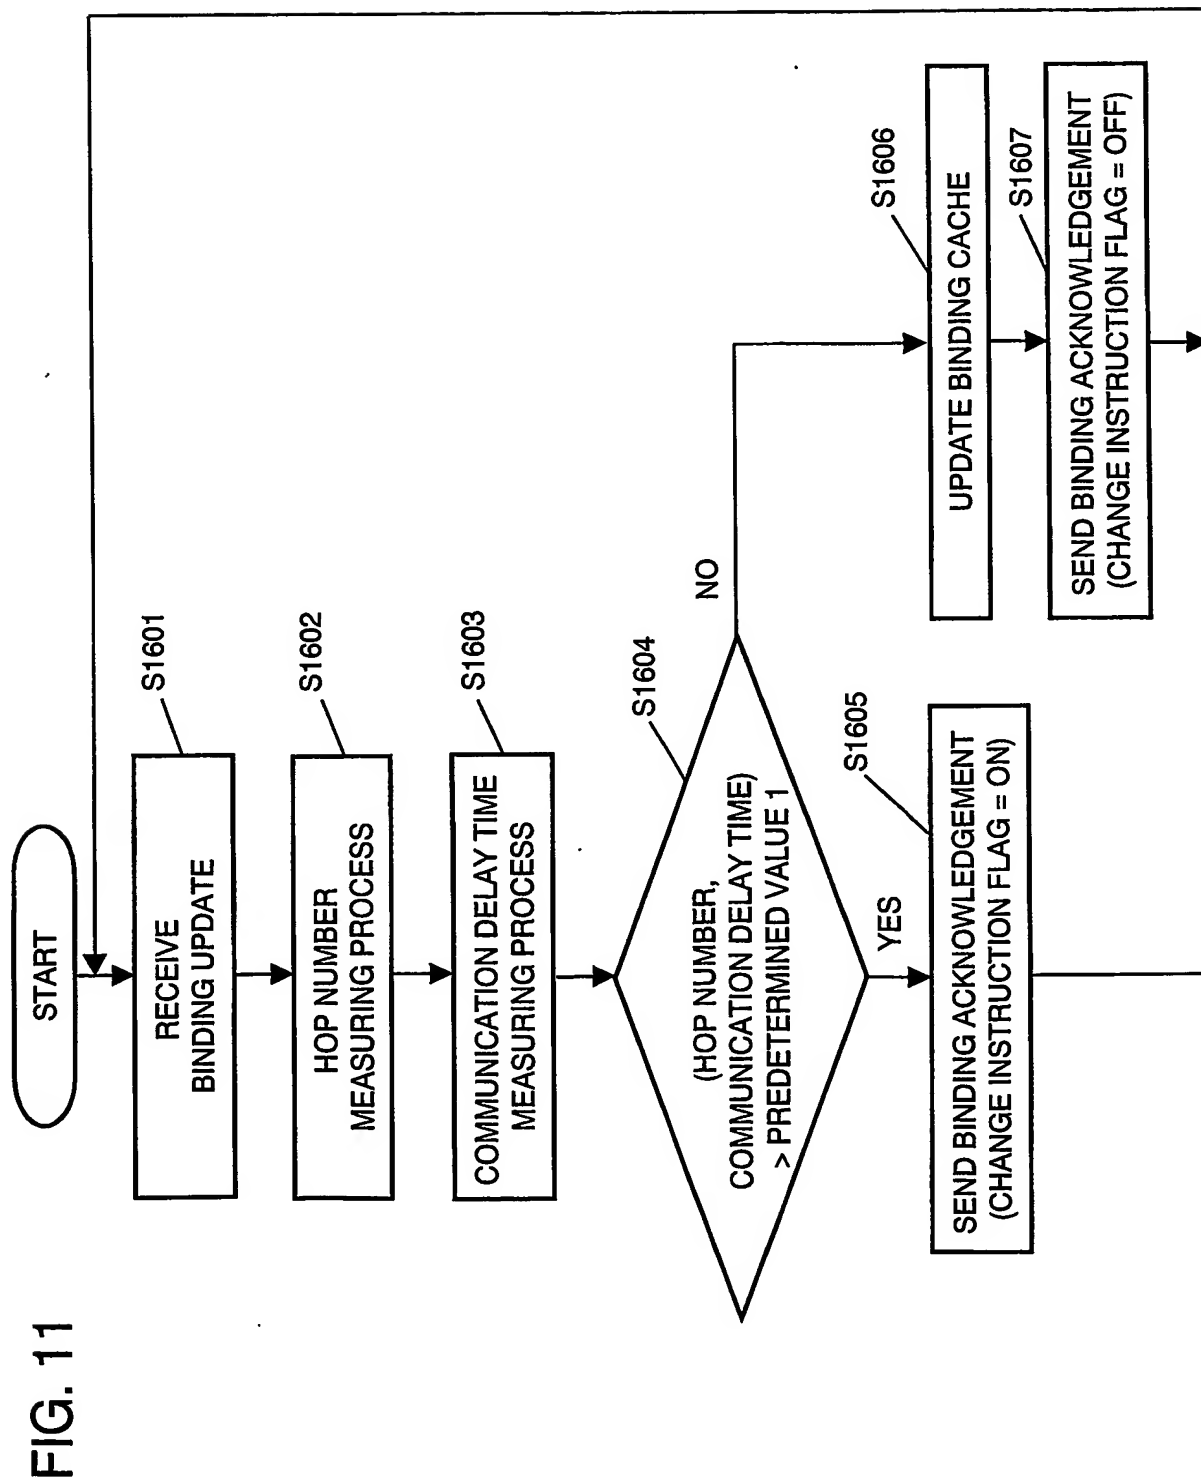 FIG. 11
START
S1601
RECEIVE
BINDING UPDATE
S1602
HOP NUMBER
MEASURING PROCESS
S1603
COMMUNICATION DELAY TIME
MEASURING PROCESS
S1604
(HOP NUMBER,
COMMUNICATION DELAY TIME)
> PREDETERMINED VALUE 1
YES
NO
S1605
SEND BINDING ACKNOWLEDGEMENT
(CHANGE INSTRUCTION FLAG = ON)
S1606
UPDATE BINDING CACHE
S1607
SEND BINDING ACKNOWLEDGEMENT
(CHANGE INSTRUCTION FLAG = OFF)